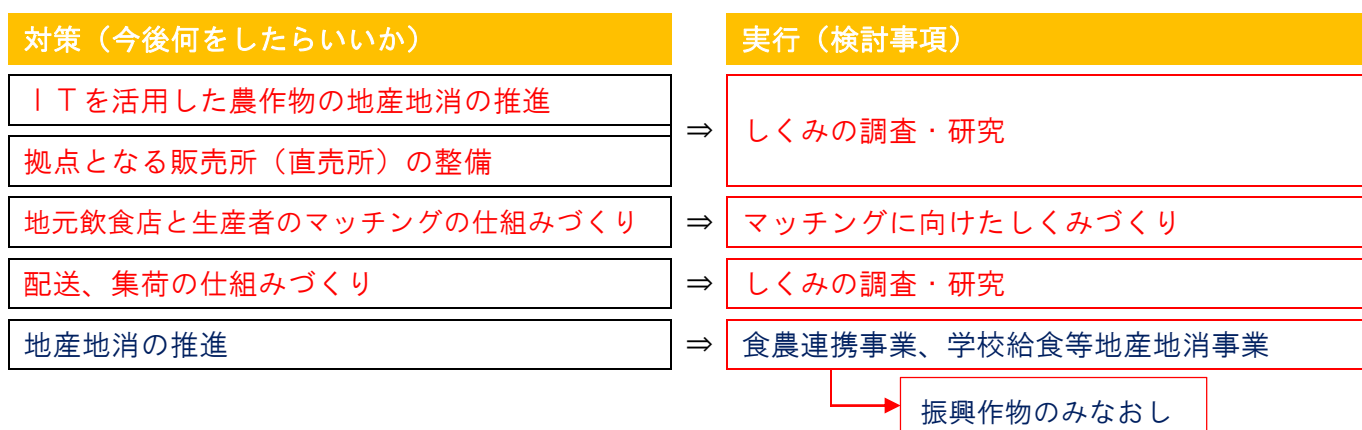 対策（今後何をしたらいいか）
実行（検討事項）
ＩＴを活用した農作物の地産地消の推進
拠点となる販売所（直売所）の整備
⇒
しくみの調査・研究
地元飲食店と生産者のマッチングの仕組みづくり
⇒
マッチングに向けたしくみづくり
配送、集荷の仕組みづくり
⇒
しくみの調査・研究
地産地消の推進
⇒
食農連携事業、学校給食等地産地消事業
振興作物のみなおし